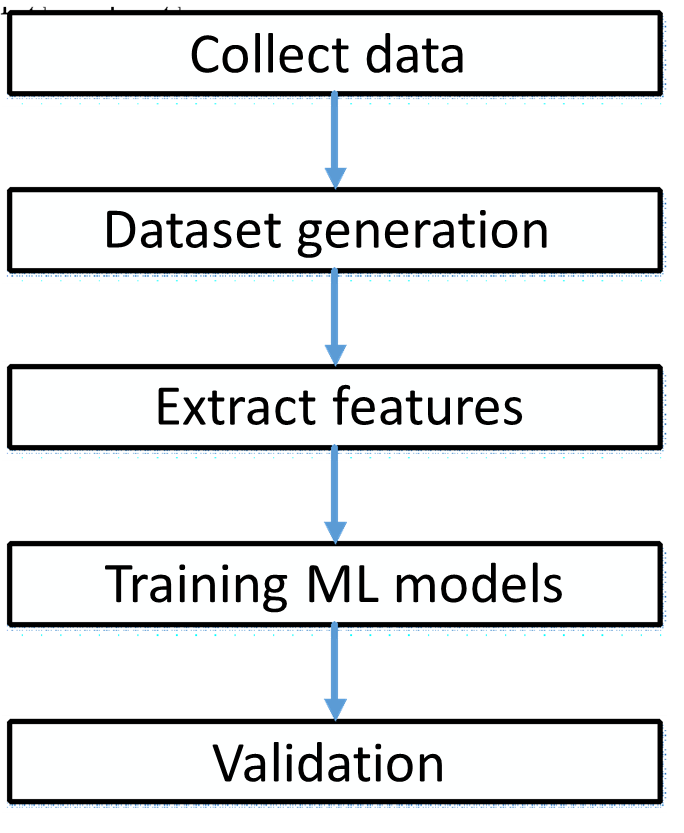 Collect data
Dataset generation
Extract features
Training ML models
Validation